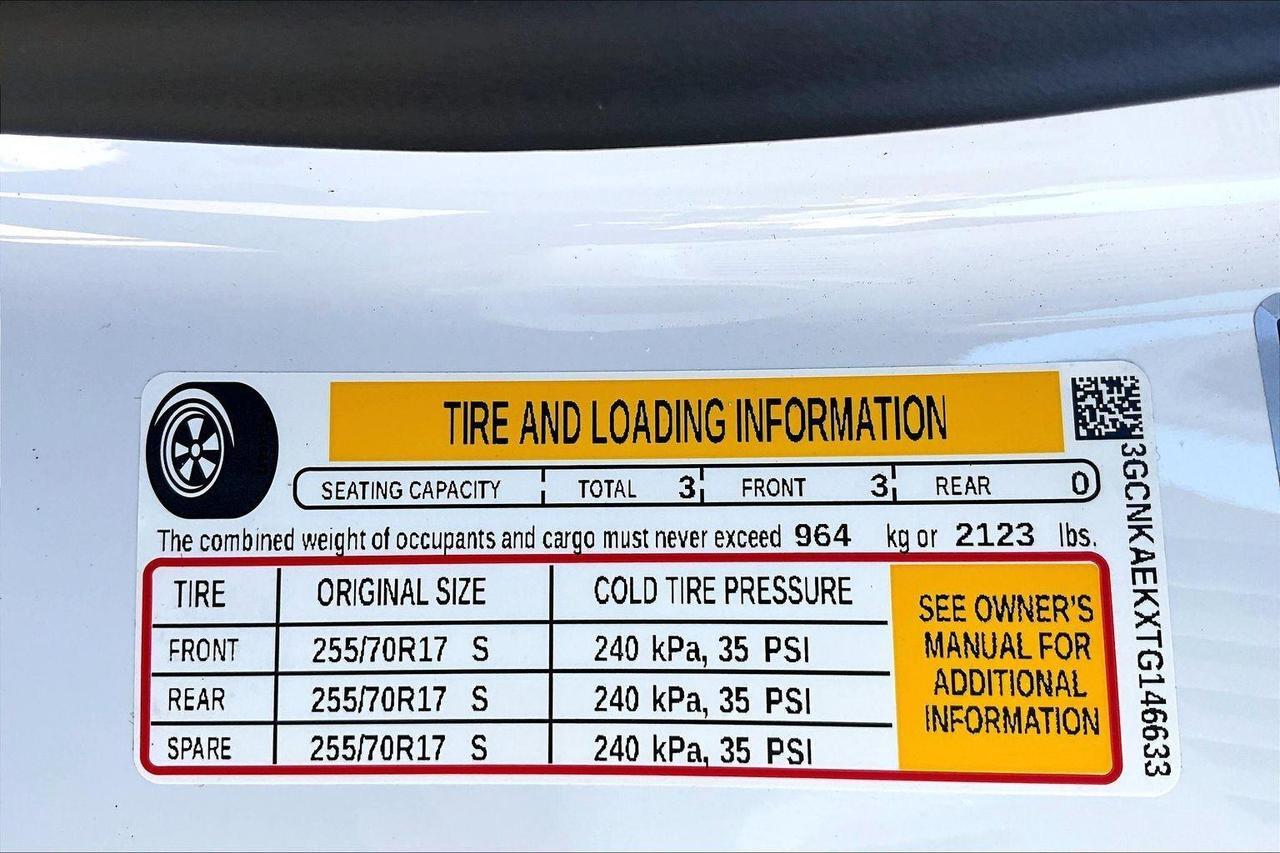 TIRE AND LOADING INFORMATION
SEATING CAPACITY TOTAL 3 FRONT 3 REAR 0
The combined weight of occupants and cargo must never exceed 964 kg or 2123 lbs.
TIRE ORIGINAL SIZE COLD TIRE PRESSURE
FRONT 255/70R17 S 240 kPa, 35 PSI
REAR 255/70R17 S 240 kPa, 35 PSI
SPARE 255/70R17 S 240 kPa, 35 PSI
SEE OWNER'S
MANUAL FOR
ADDITIONAL
INFORMATION
3GCNKAEKXTG146633